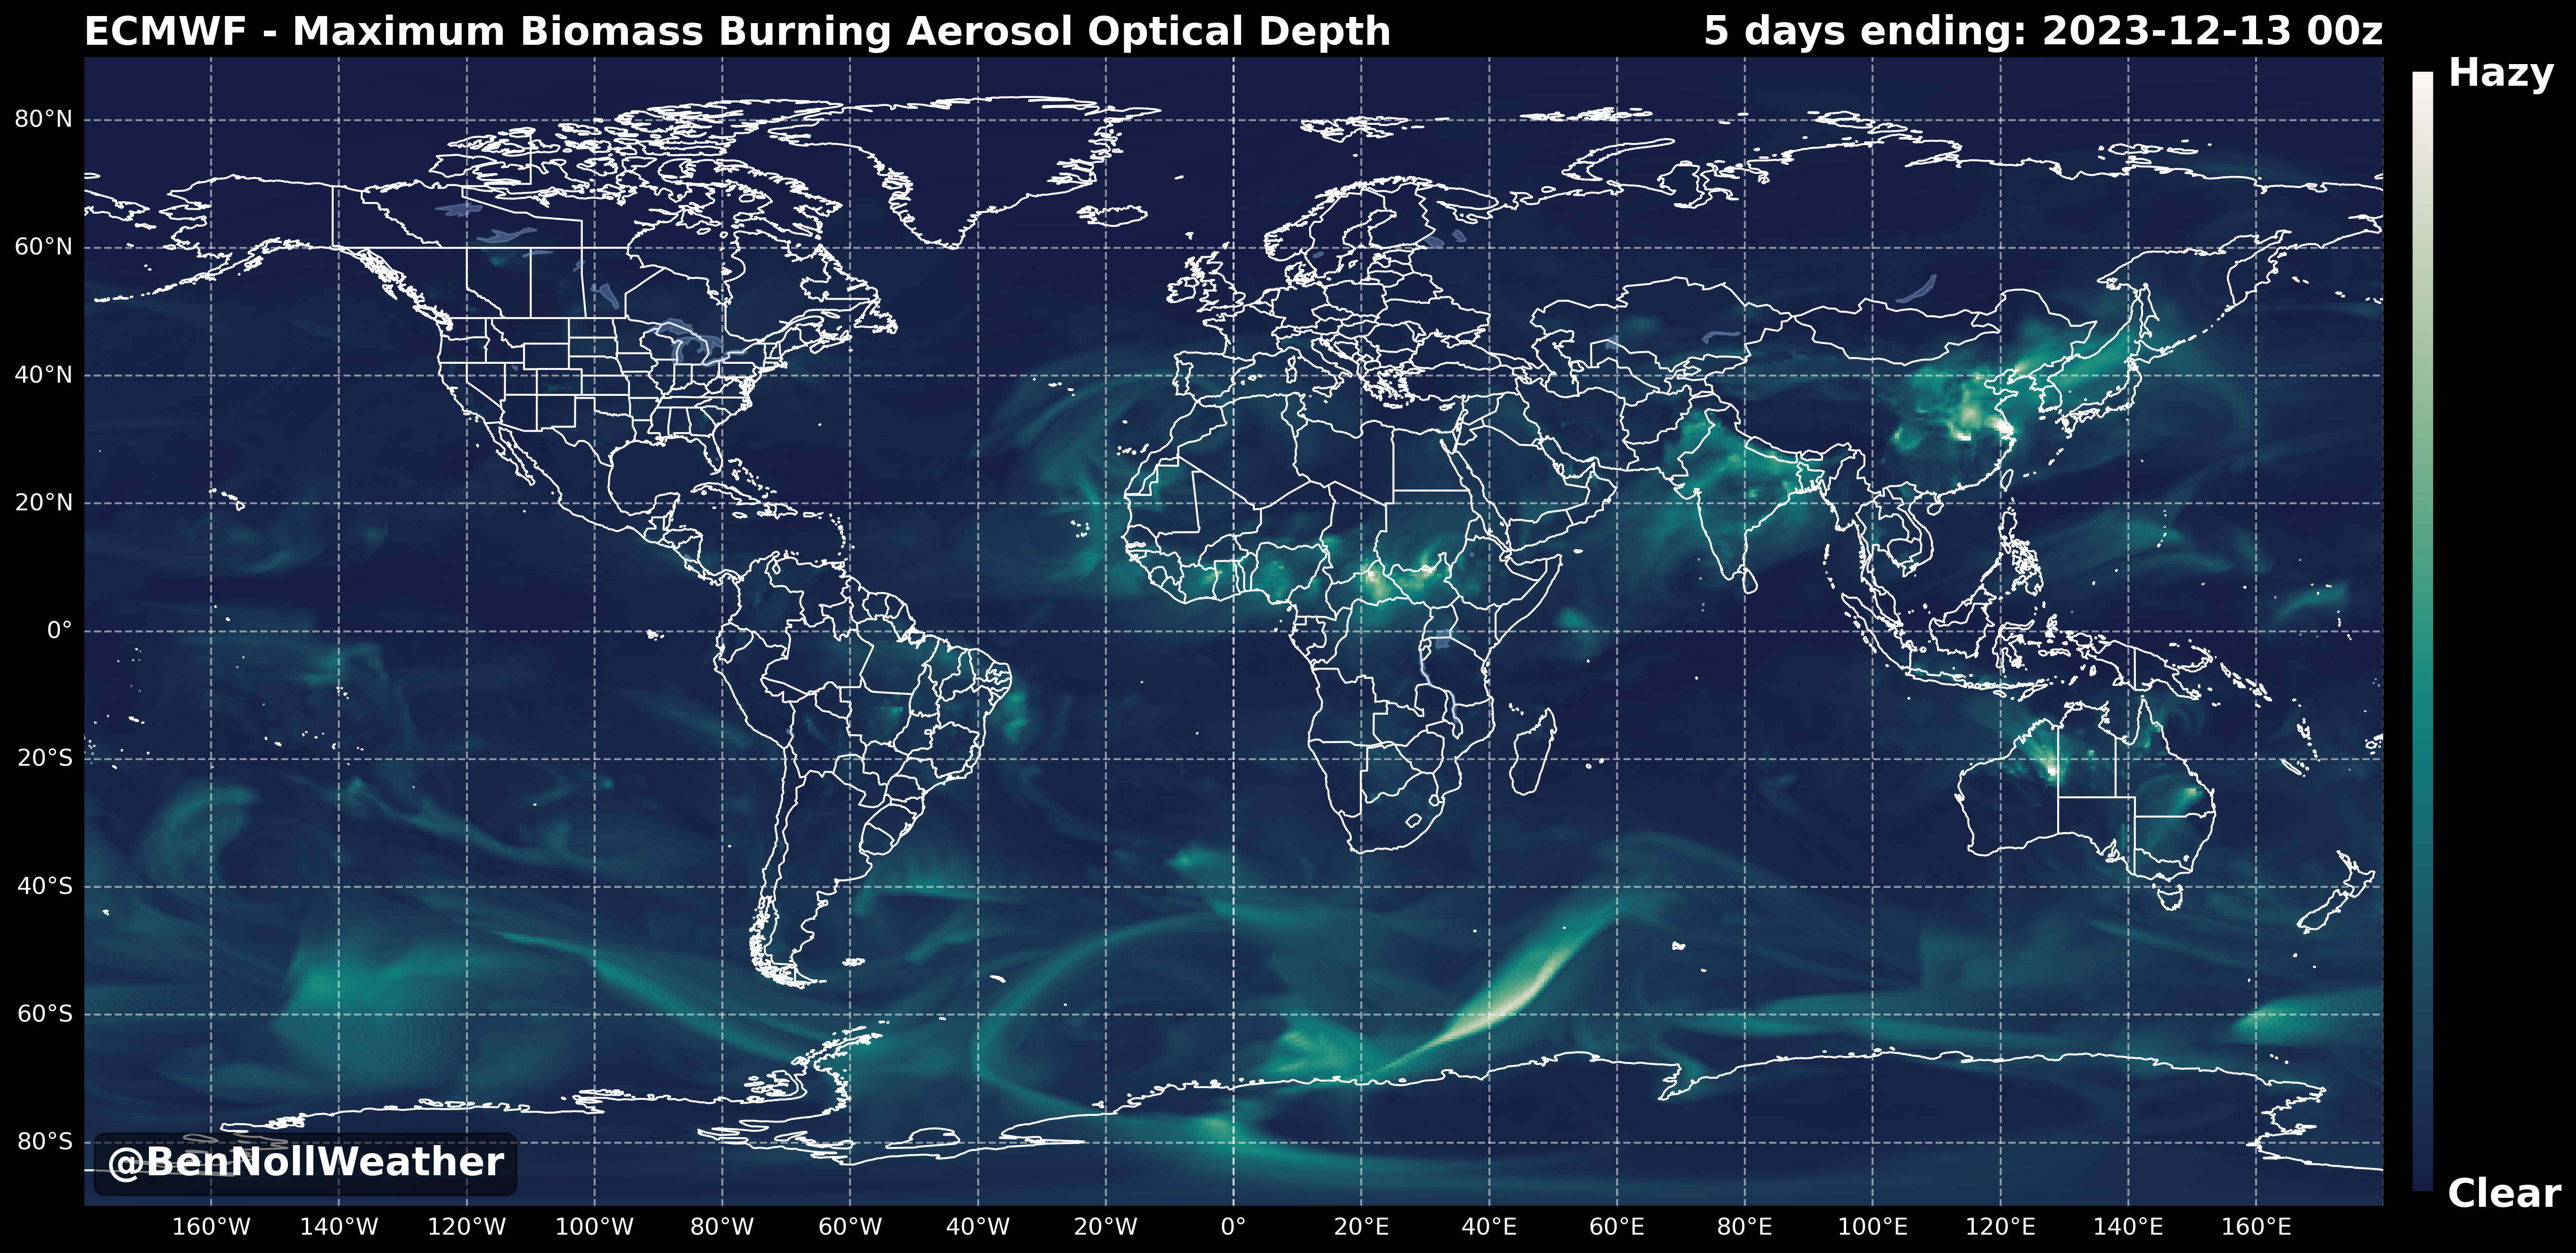 ECMWF - Maximum Biomass Burning Aerosol Optical Depth
5 days ending: 2023-12-13 00z
Hazy
80°N
60°N
40°N
20°N
0°
20°S
40°S
60°S
80°S
@BenNollWeather
Clear
160°W 140°W 120°W 100°W 80°W 60°W 40°W 20°W 0° 20°E 40°E 60°E 80°E 100°E 120°E 140°E 160°E